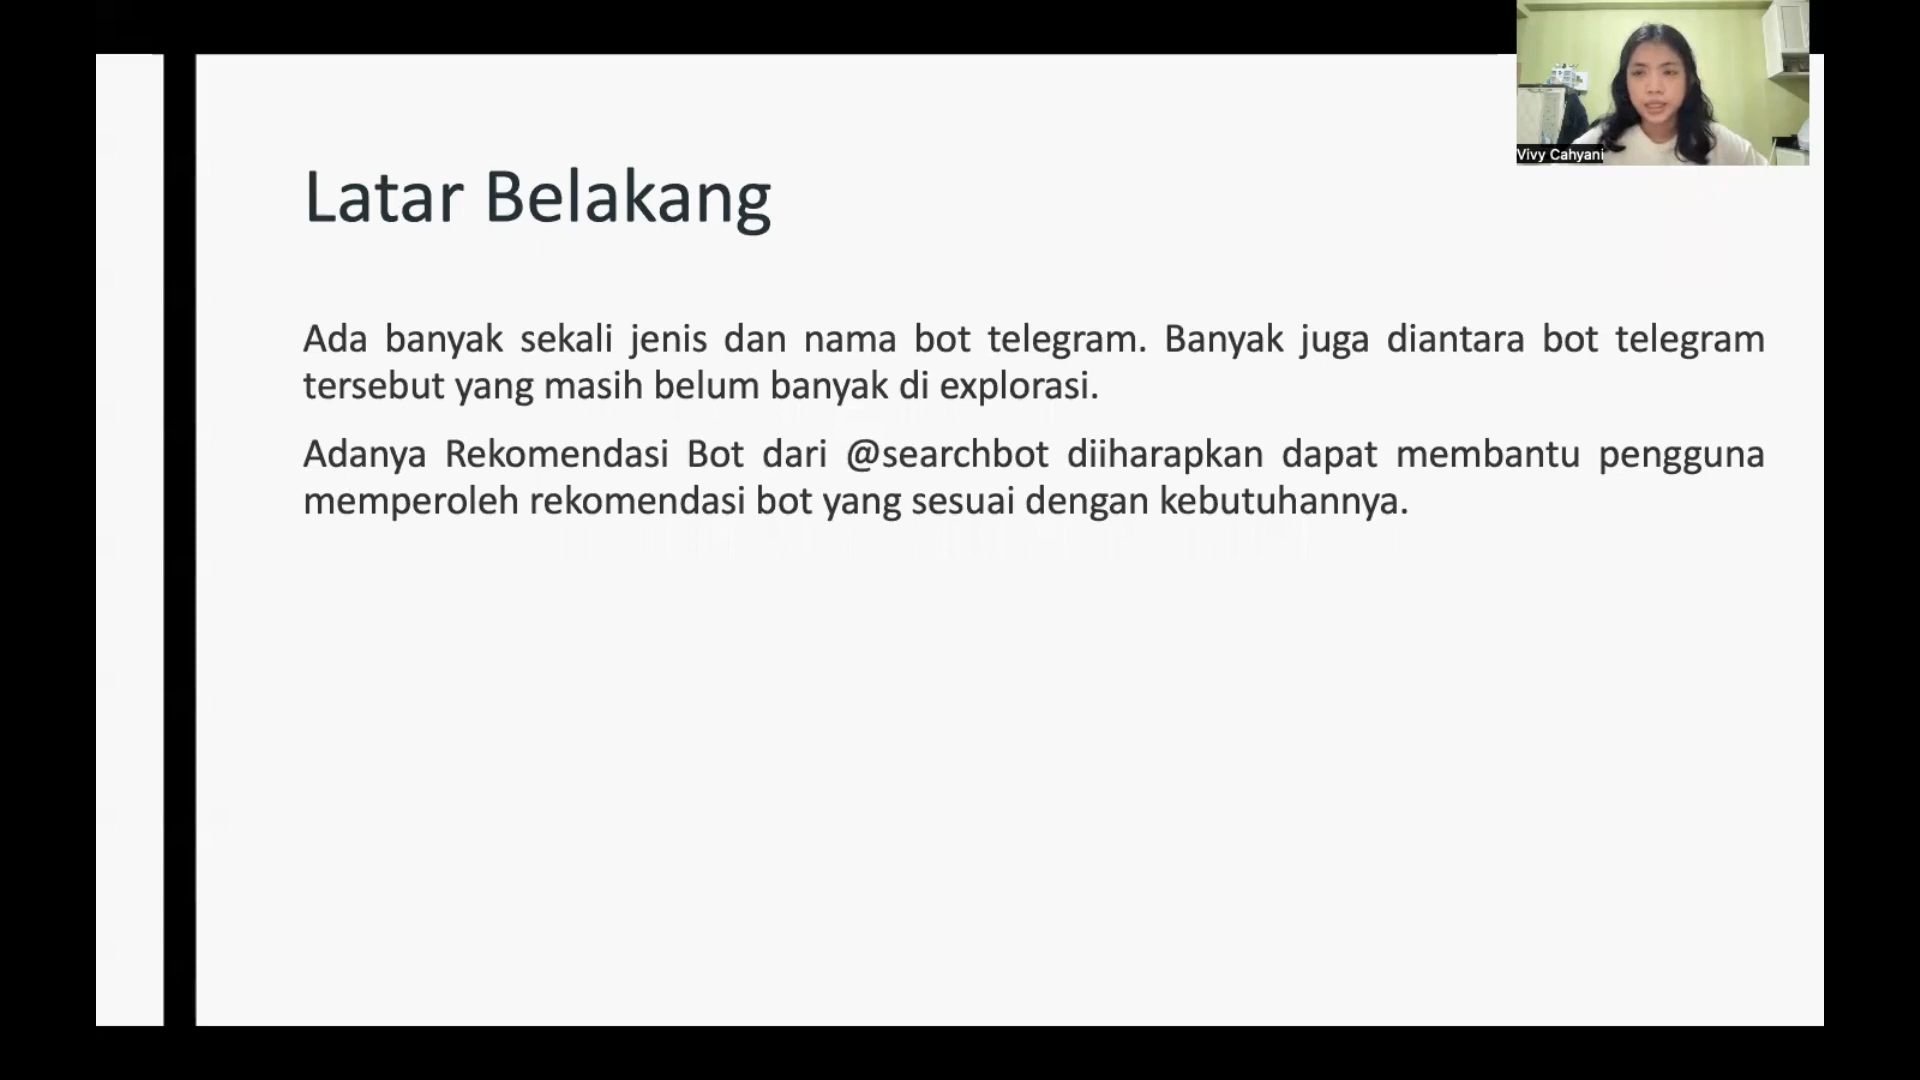 Vivy Cahyani
Latar Belakang
Ada banyak sekali jenis dan nama bot telegram. Banyak juga diantara bot telegram
tersebut yang masih belum banyak di explorasi.
Adanya Rekomendasi Bot dari @searchbot diiharapkan dapat membantu pengguna
memperoleh rekomendasi bot yang sesuai dengan kebutuhannya.